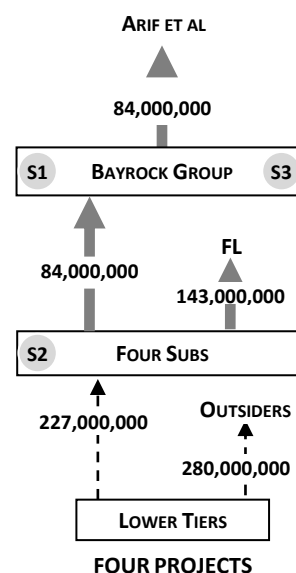 ARIF ET AL
84,000,000
S1 BAYROCK GROUP S3
FL
84,000,000 143,000,000
S2 FOUR SUBS
OUTSIDERS
227,000,000
280,000,000
LOWER TIERS
FOUR PROJECTS